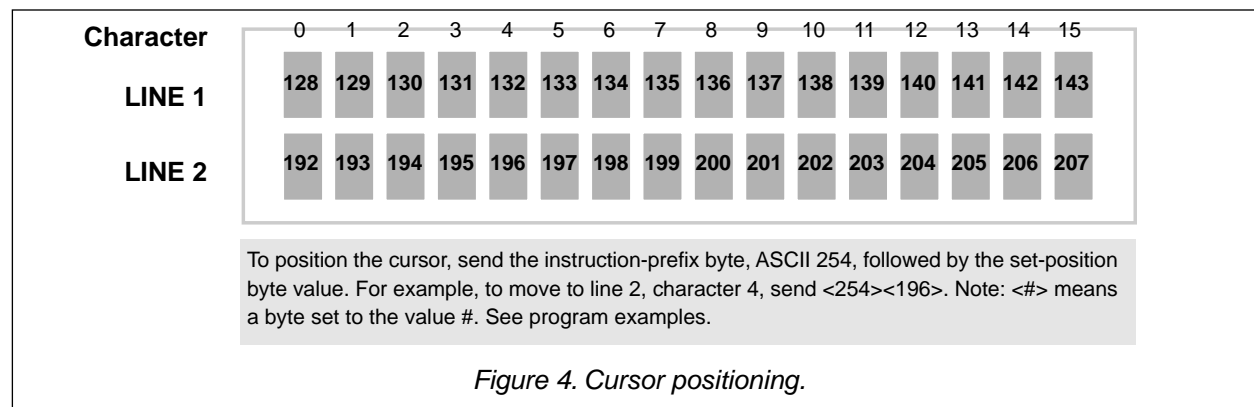 Character 0 1 2 3 4 5 6 7 8 9 10 11 12 13 14 15
LINE 1 128 129 130 131 132 133 134 135 136 137 138 139 140 141 142 143
LINE 2 192 193 194 195 196 197 198 199 200 201 202 203 204 205 206 207
To position the cursor, send the instruction-prefix byte, ASCII 254, followed by the set-position
byte value. For example, to move to line 2, character 4, send <254><196>. Note: <#> means
a byte set to the value #. See program examples.
Figure 4. Cursor positioning.